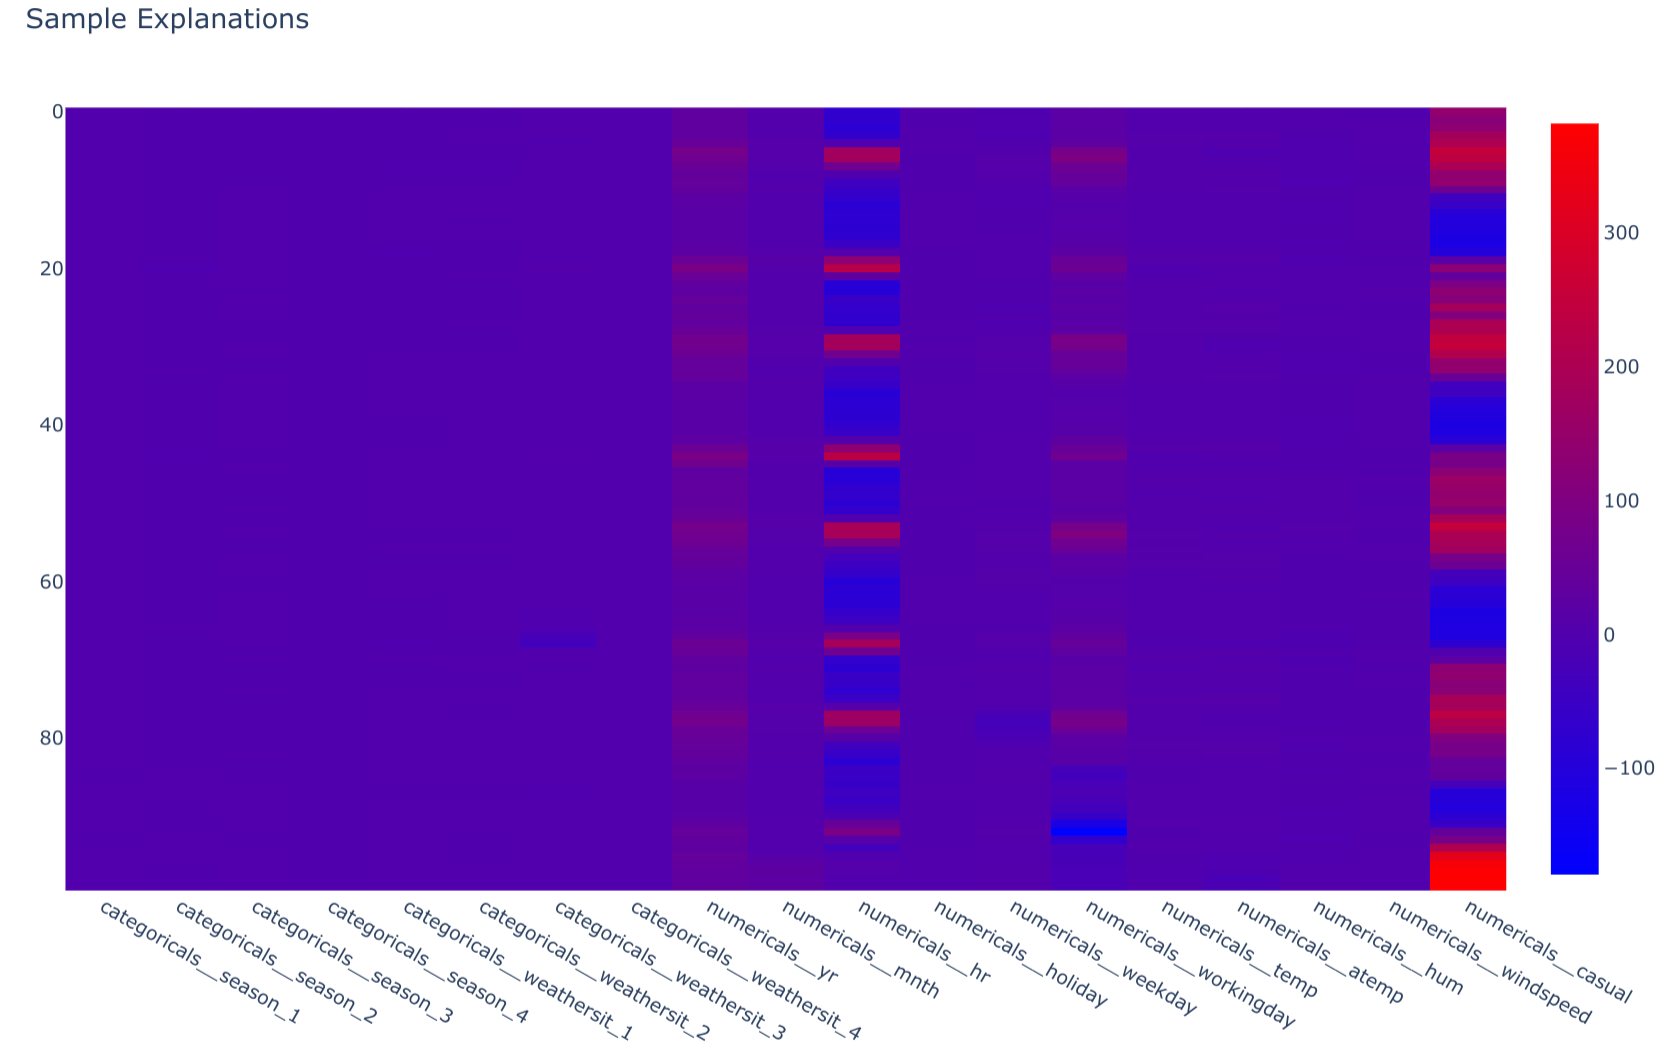 Sample Explanations
0
20
40
60
80
300
200
100
0
−100
categoricals__season_1
categoricals__season_2
categoricals__season_3
categoricals__season_4
categoricals__weathersit_1
categoricals__weathersit_2
categoricals__weathersit_3
categoricals__weathersit_4
numericals__yr
numericals__mnth
numericals__hr
numericals__holiday
numericals__weekday
numericals__workingday
numericals__temp
numericals__atemp
numericals__hum
numericals__windspeed
numericals__casual